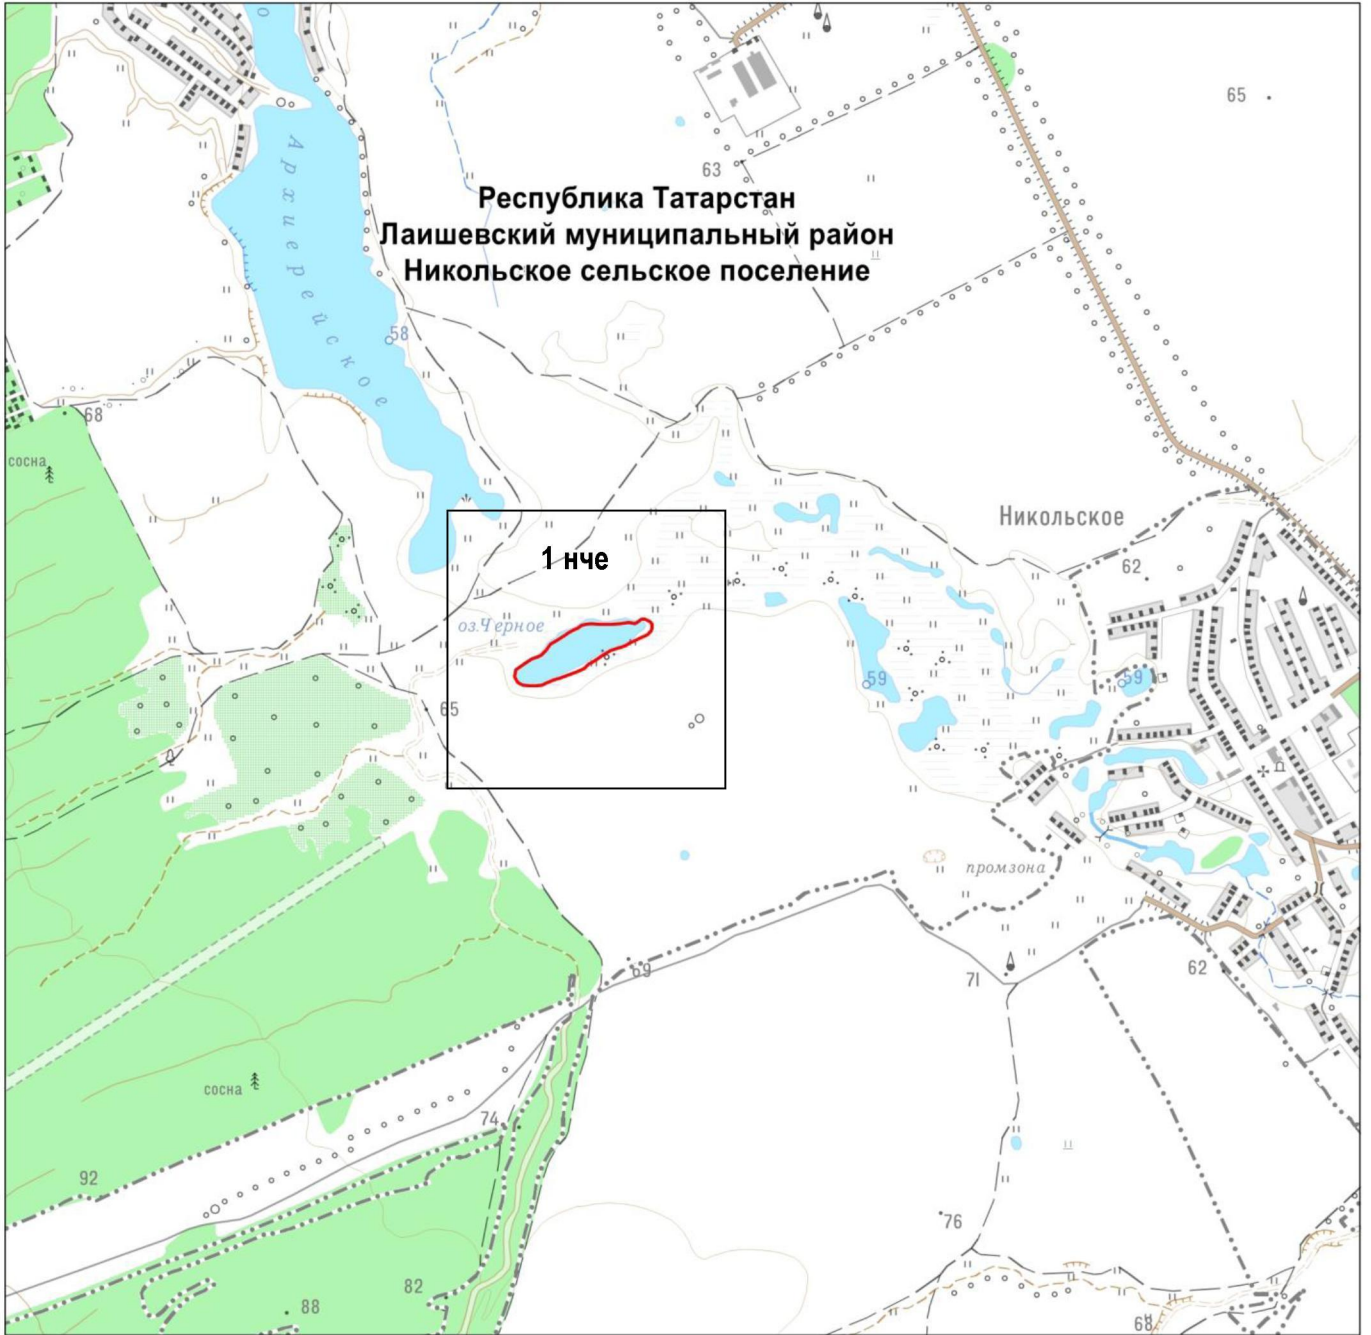 о
65
63
Республика Татарстан
Лаишевский муниципальный район
Никольское сельское поселение
Архиерейское
58
68
сосна
Никольское
1 нче
62
оз.Черное
59
59
65
промзона
69
71
62
сосна
74
92
76
82
88
68